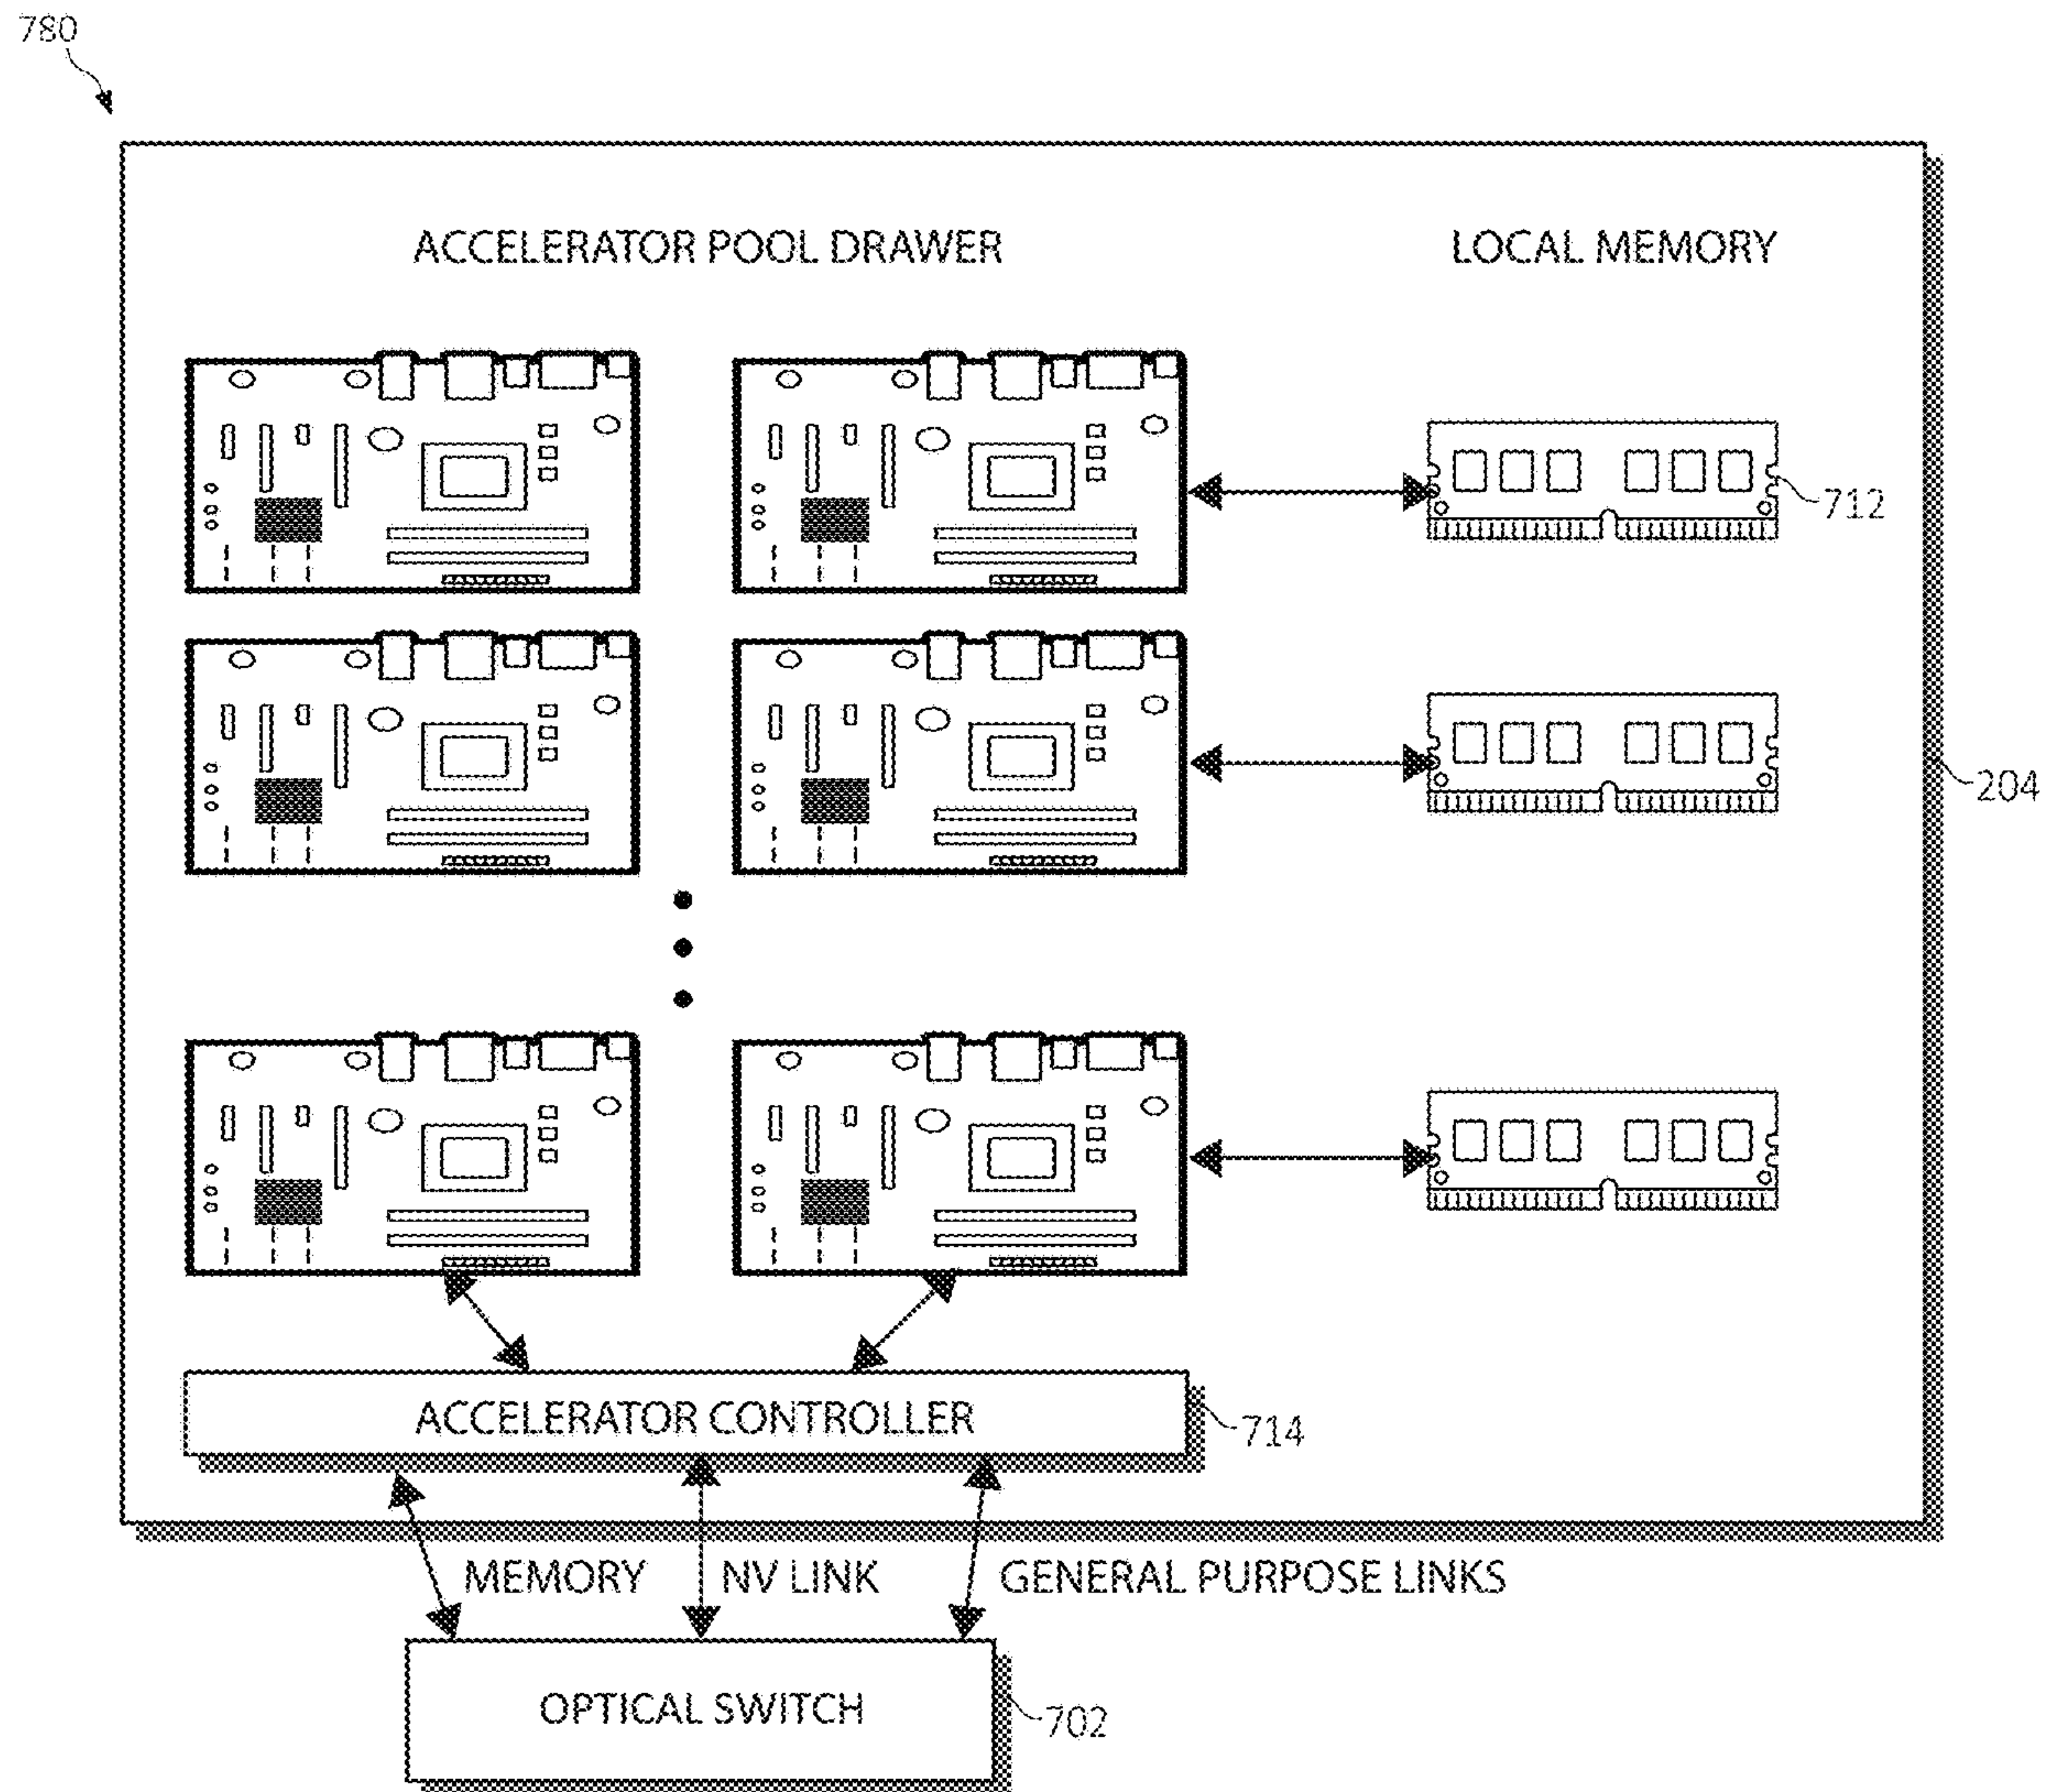 780
ACCELERATOR POOL DRAWER
LOCAL MEMORY
712
204
ACCELERATOR CONTROLLER
714
MEMORY
NV LINK
GENERAL PURPOSE LINKS
OPTICAL SWITCH
702